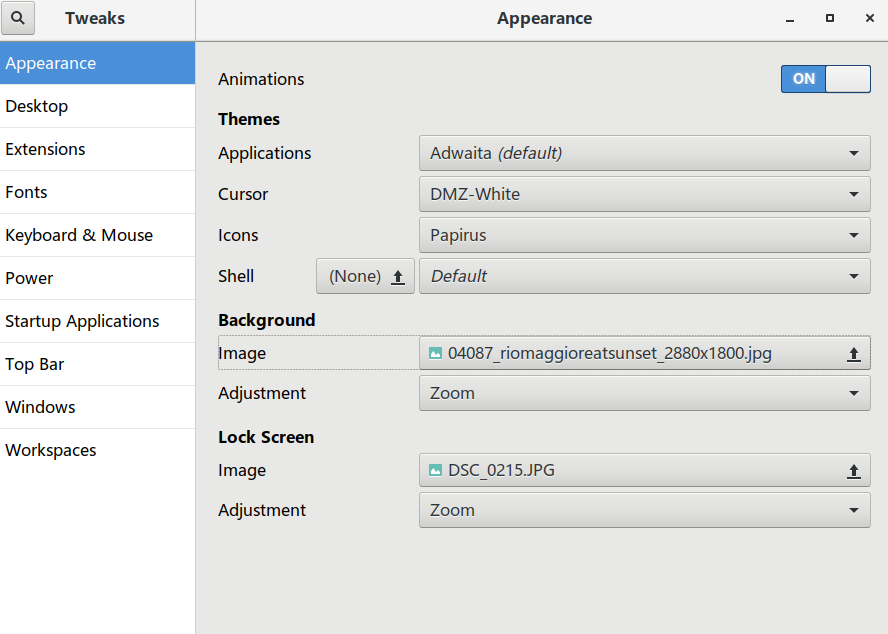 Tweaks
Appearance
Appearance
Desktop
Extensions
Fonts
Keyboard & Mouse
Power
Startup Applications
Top Bar
Windows
Workspaces
Animations ON
Themes
Applications Adwaita (default)
Cursor DMZ-White
Icons Papirus
Shell (None) Default
Background
Image 04087_riomaggioreatsunset_2880x1800.jpg
Adjustment Zoom
Lock Screen
Image DSC_0215.JPG
Adjustment Zoom